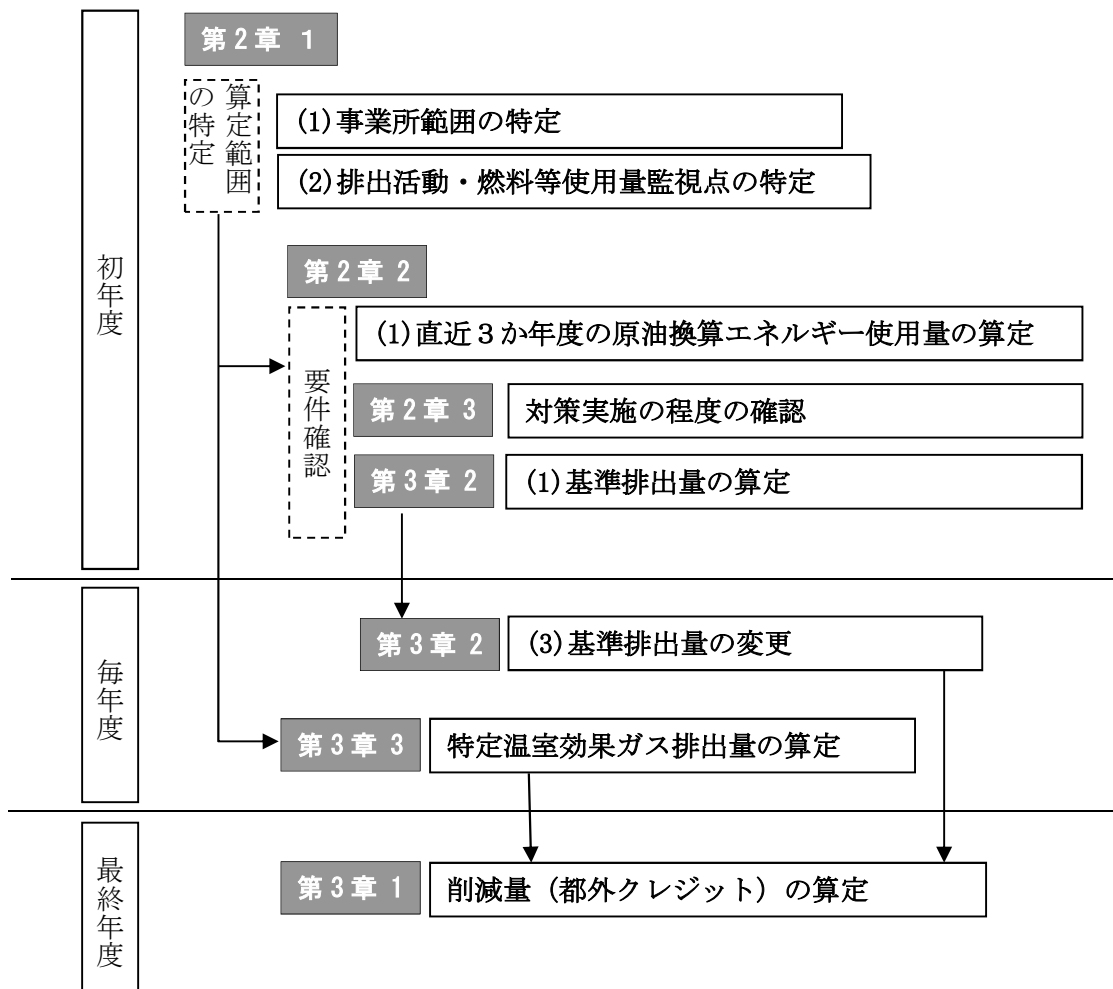 初年度
第2章 1
算定範囲
の特定
(1)事業所範囲の特定
(2)排出活動・燃料等使用量監視点の特定
第2章 2
要件確認
(1)直近３か年度の原油換算エネルギー使用量の算定
第2章 3
対策実施の程度の確認
第3章 2
(1)基準排出量の算定
毎年度
第3章 2
(3)基準排出量の変更
第3章 3
特定温室効果ガス排出量の算定
最終年度
第3章 1
削減量（都外クレジット）の算定